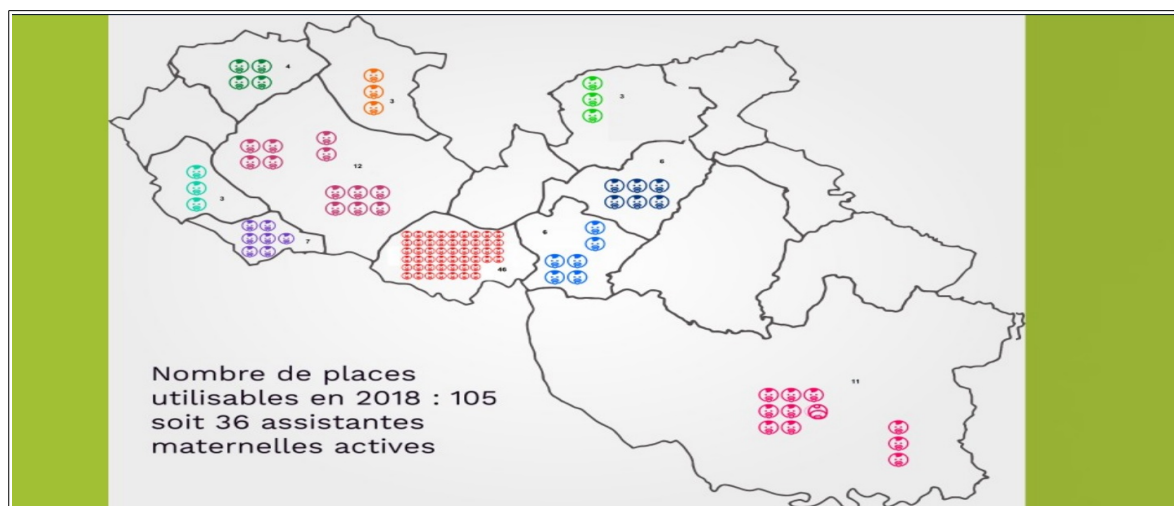 4
3
3
6
12
3
7
6
46
11
Nombre de places
utilisables en 2018 : 105
soit 36 assistantes
maternelles actives